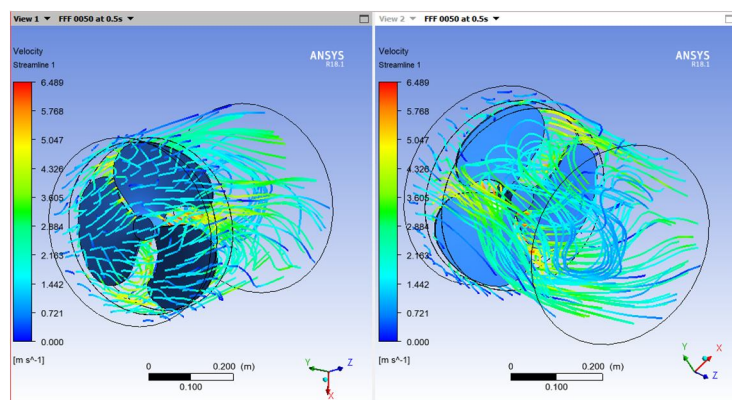 View 1 FFF 0050 at 0.5s
Velocity
Streamline 1
6.489
5.768
5.047
4.326
3.605
2.884
2.163
1.442
0.721
0.000
[m s^-1]
ANSYS
R18.1
0 0.200 (m)
0.100
Y Z
X
View 2 FFF 0050 at 0.5s
Velocity
Streamline 1
6.489
5.768
5.047
4.326
3.605
2.884
2.163
1.442
0.721
0.000
[m s^-1]
ANSYS
R18.1
0 0.200 (m)
0.100
Y X
Z